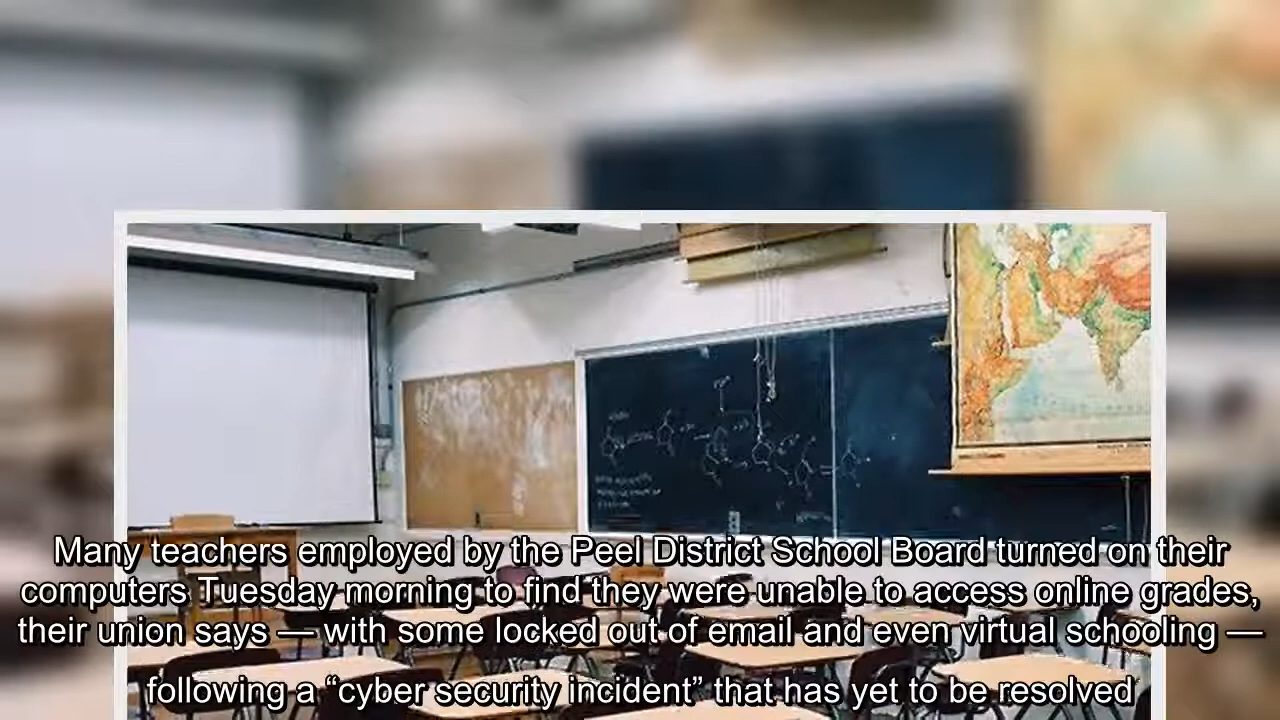 Many teachers employed by the Peel District School Board turned on their
computers Tuesday morning to find they were unable to access online grades,
their union says — with some locked out of email and even virtual schooling —
following a “cyber security incident” that has yet to be resolved